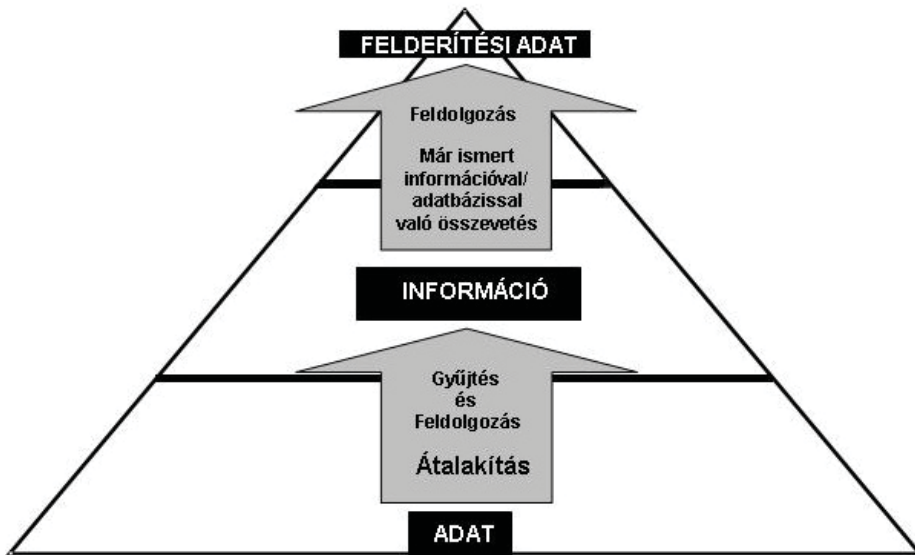 FELDERÍTÉSI ADAT
Feldolgozás
Már ismert
információval/
adatbázissal
való összevetés
INFORMÁCIÓ
Gyűjtés
és
Feldolgozás
Átalakítás
ADAT